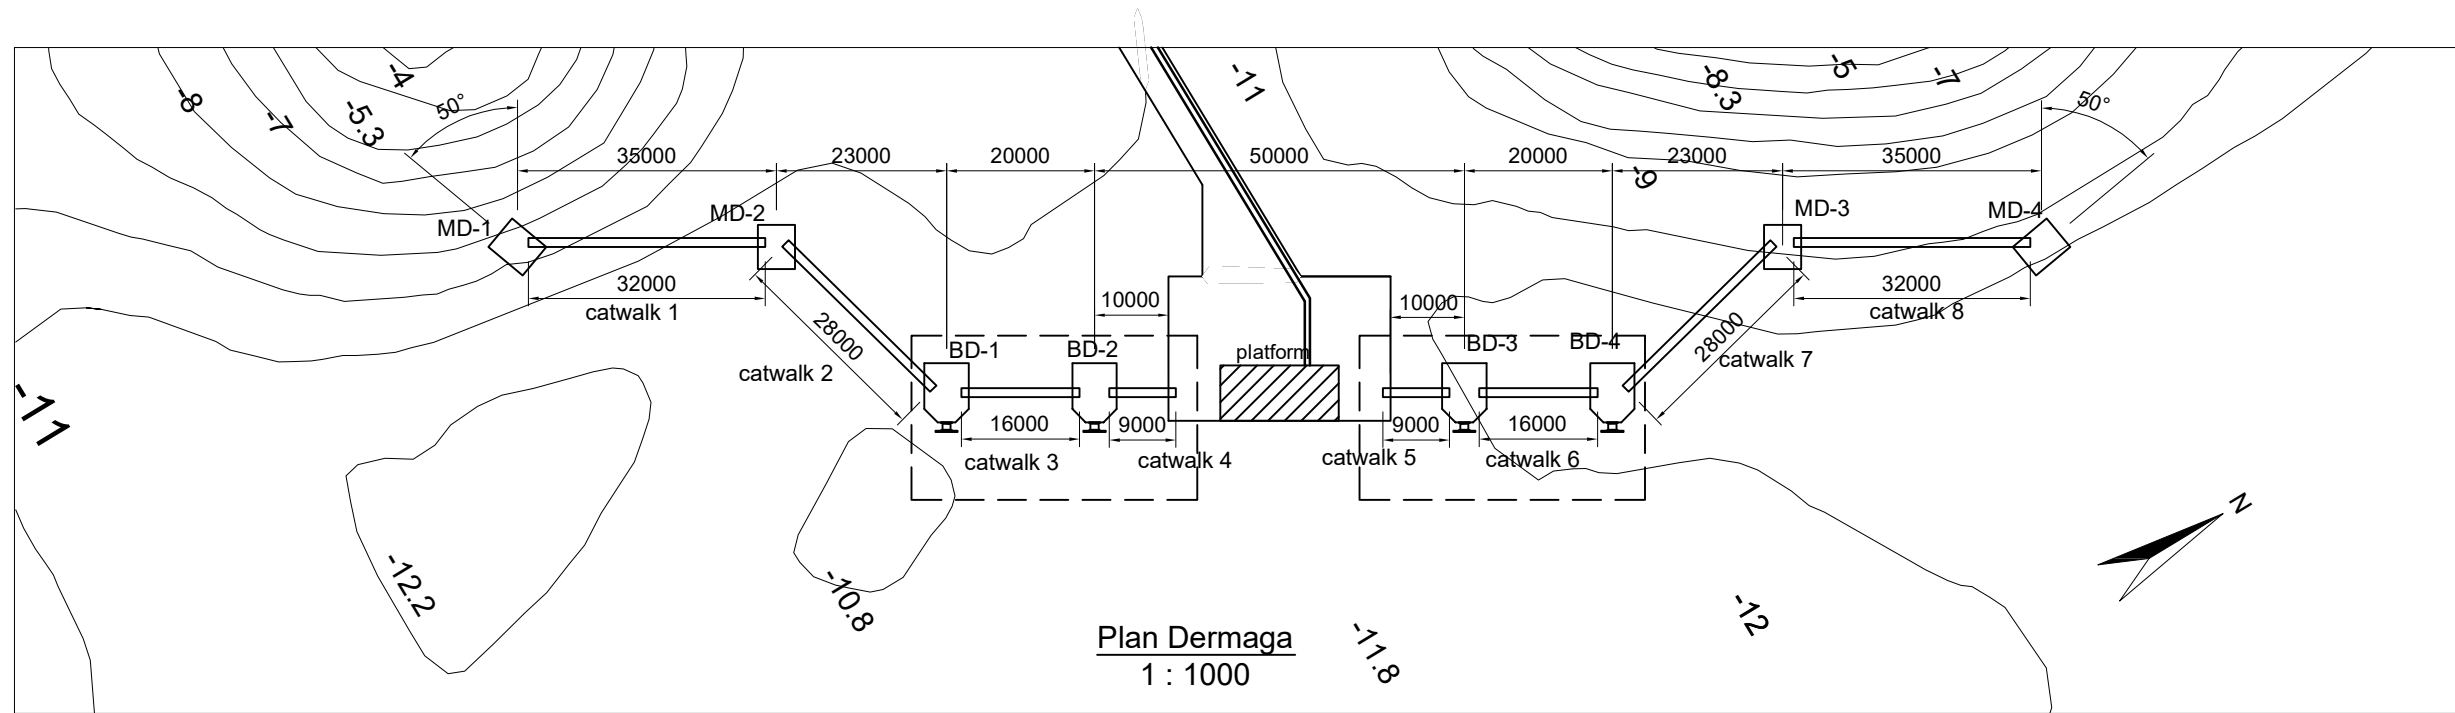 -4
-8
-7
-5.3
50°
-11
-8.3
-5
-7
50°
35000
23000
20000
50000
20000
23000
35000
-9
MD-1
MD-2
MD-3
MD-4
32000
catwalk 1
10000
10000
32000
catwalk 8
28000
catwalk 2
BD-1
BD-2
platform
BD-3
BD-4
28000
catwalk 7
-11
16000
9000
9000
16000
catwalk 3
catwalk 4
catwalk 5
catwalk 6
N
-12.2
-10.8
-12
-11.8
Plan Dermaga
1 : 1000